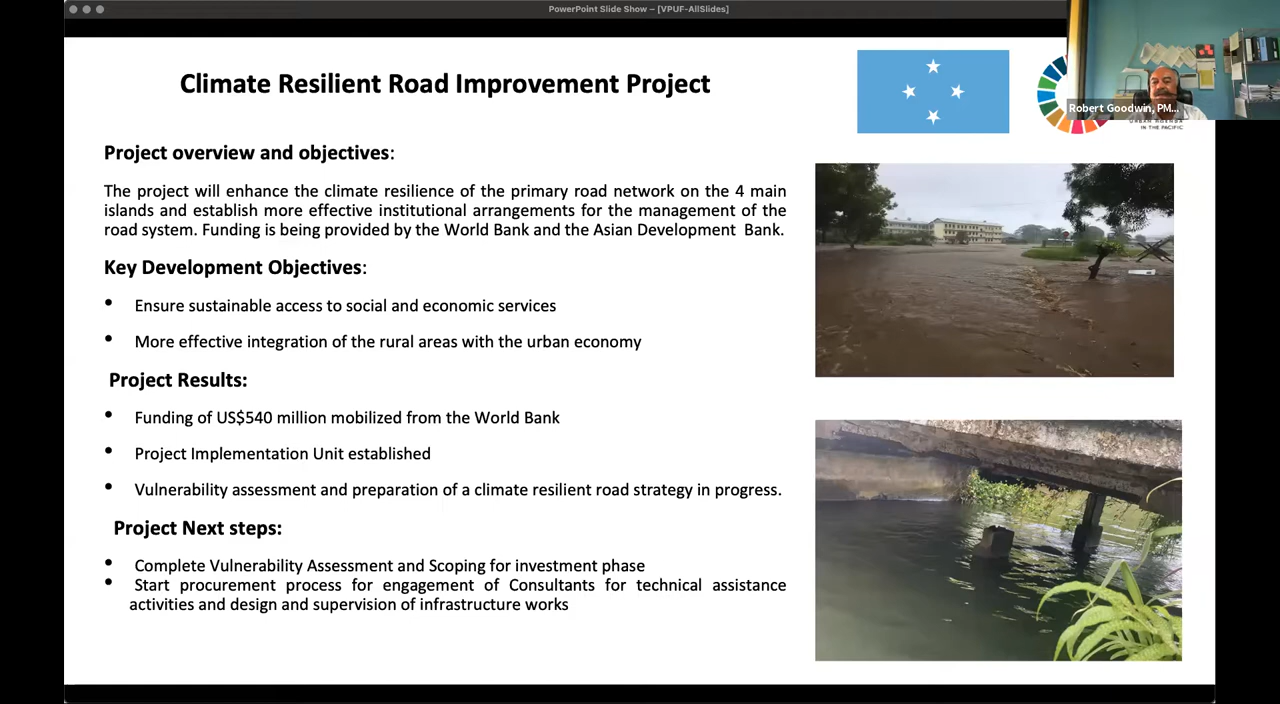 PowerPoint Slide Show – [VPUF-AllSlides]
Climate Resilient Road Improvement Project
Robert Goodwin, PM...
URBAN AGENDA
IN THE PACIFIC
Project overview and objectives:
The project will enhance the climate resilience of the primary road network on the 4 main
islands and establish more effective institutional arrangements for the management of the
road system. Funding is being provided by the World Bank and the Asian Development Bank.
Key Development Objectives:
• Ensure sustainable access to social and economic services
• More effective integration of the rural areas with the urban economy
Project Results:
• Funding of US$540 million mobilized from the World Bank
• Project Implementation Unit established
• Vulnerability assessment and preparation of a climate resilient road strategy in progress.
Project Next steps:
• Complete Vulnerability Assessment and Scoping for investment phase
• Start procurement process for engagement of Consultants for technical assistance
activities and design and supervision of infrastructure works